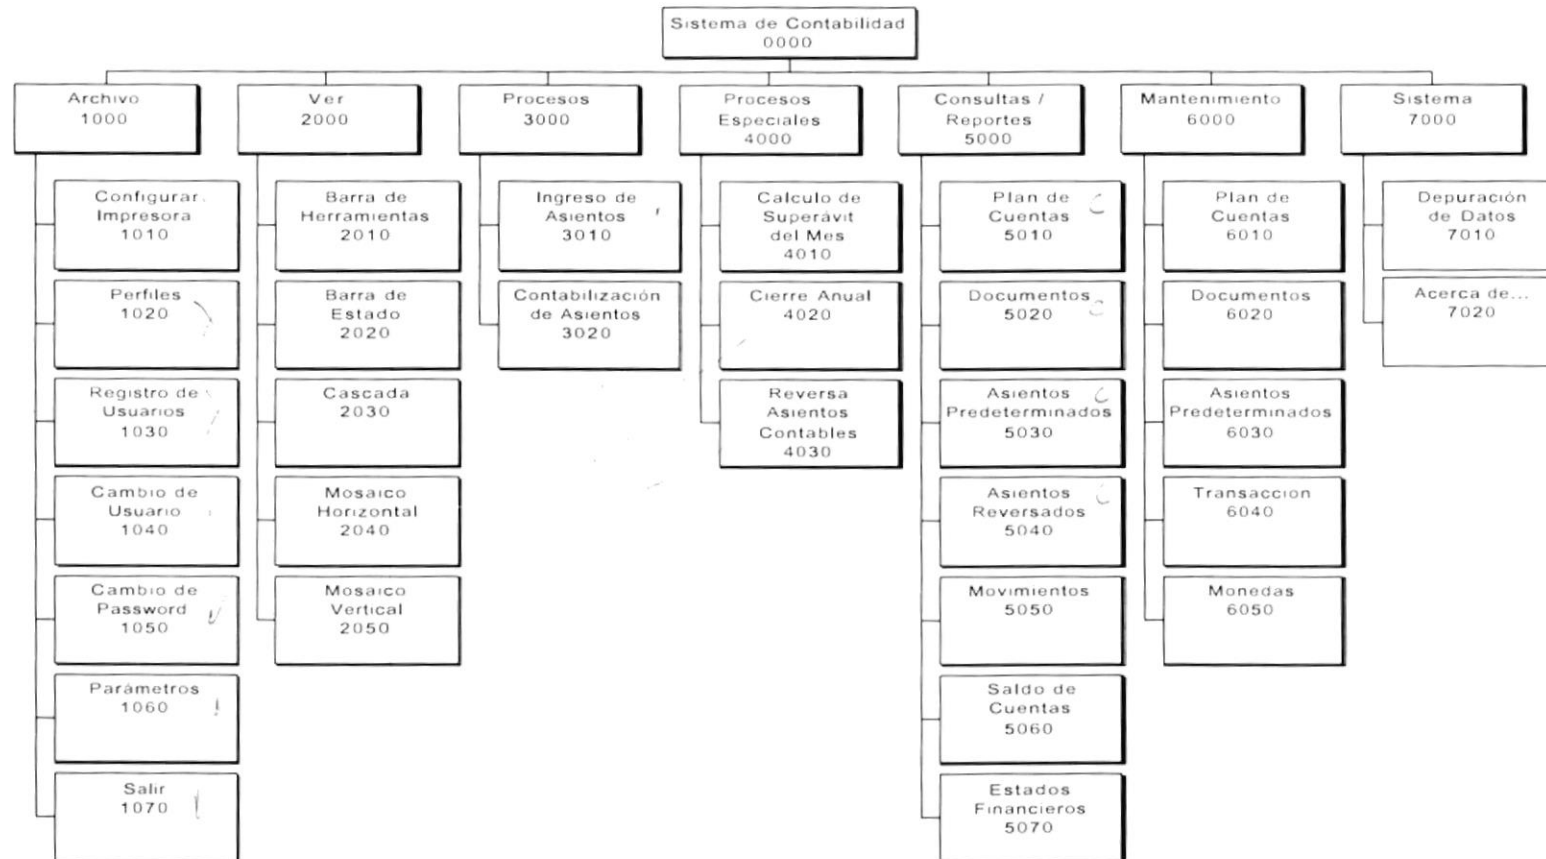 Sistema de Contabilidad
0000
Archivo
1000
Configurar
Impresora
1010
Perfiles
1020
Registro de
Usuarios
1030
Cambio de
Usuario
1040
Cambio de
Password
1050
Parámetros
1060
Salir
1070
Ver
2000
Barra de
Herramientas
2010
Barra de
Estado
2020
Cascada
2030
Mosaico
Horizontal
2040
Mosaico
Vertical
2050
Procesos
3000
Ingreso de
Asientos
3010
Contabilización
de Asientos
3020
Procesos
Especiales
4000
Calculo de
Superávit
del Mes
4010
Cierre Anual
4020
Reversa
Asientos
Contables
4030
Consultas /
Reportes
5000
Plan de
Cuentas
5010
Documentos
5020
Asientos
Predeterminados
5030
Asientos
Reversados
5040
Movimientos
5050
Saldo de
Cuentas
5060
Estados
Financieros
5070
Mantenimiento
6000
Plan de
Cuentas
6010
Documentos
6020
Asientos
Predeterminados
6030
Transaccion
6040
Monedas
6050
Sistema
7000
Depuración
de Datos
7010
Acerca de...
7020